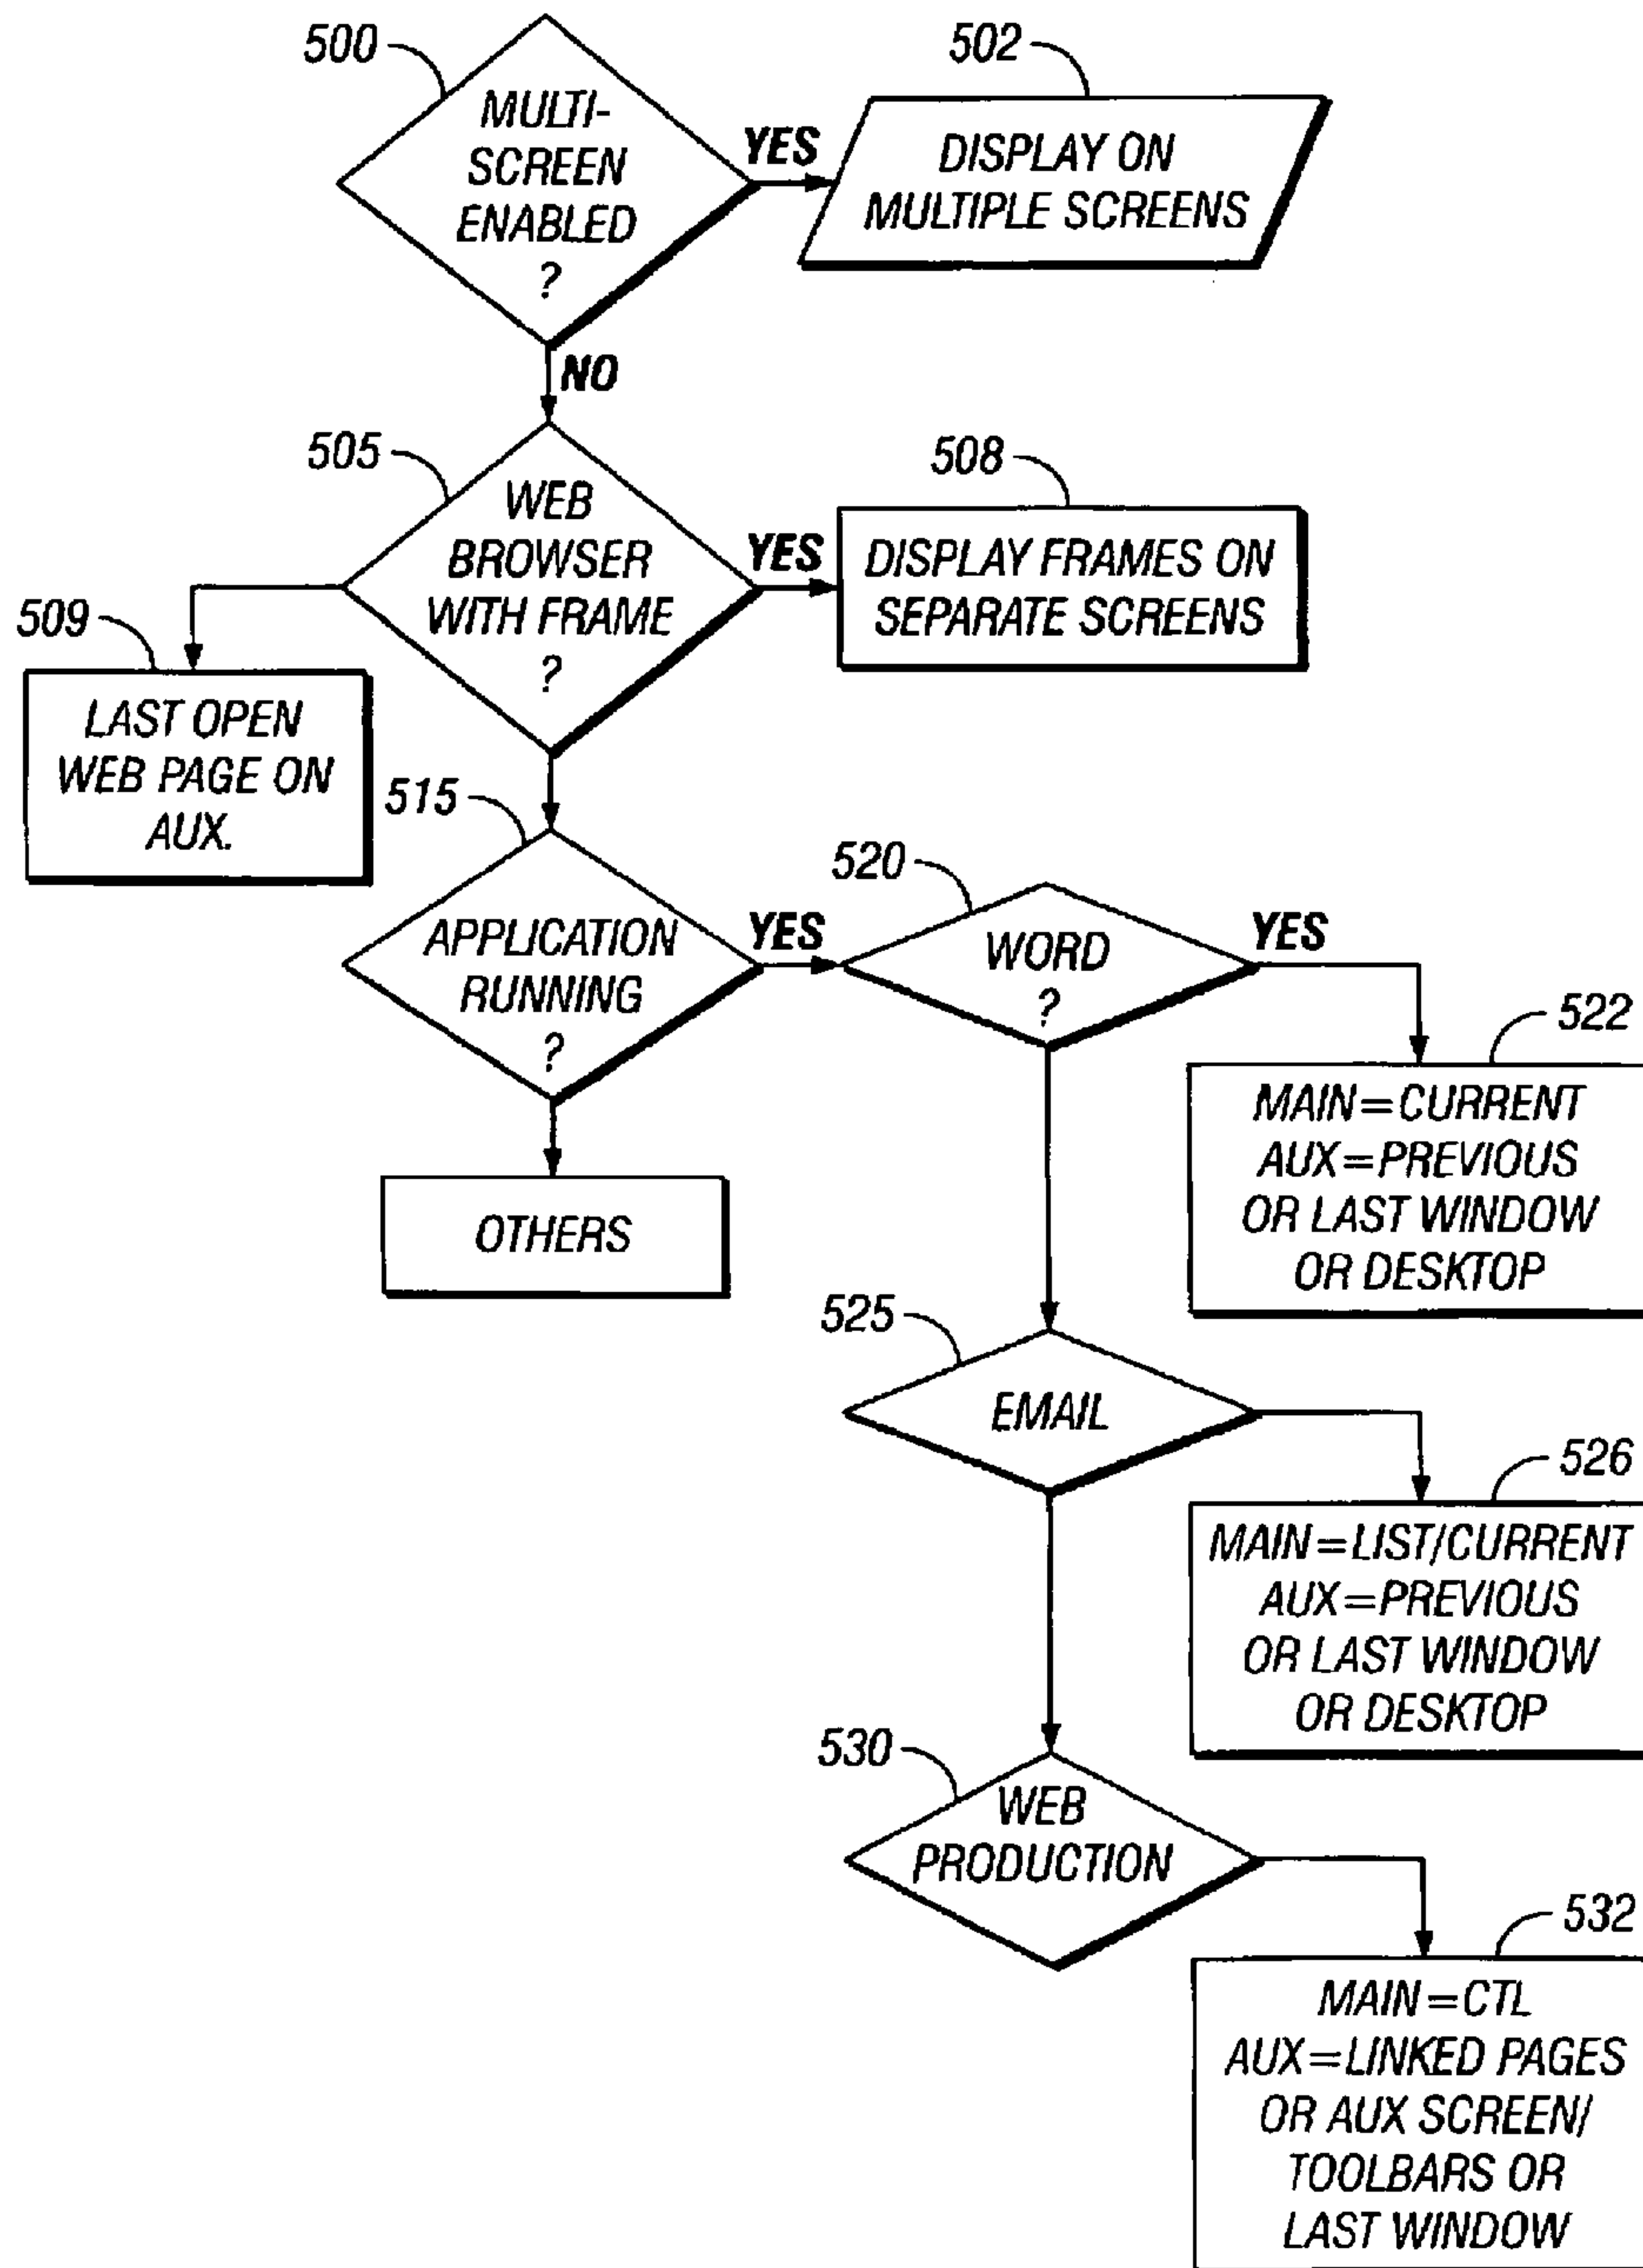 500
MULTI-
SCREEN
ENABLED
?
YES
502
DISPLAY ON
MULTIPLE SCREENS
NO
505
WEB
BROWSER
WITH FRAME
?
YES
508
DISPLAY FRAMES ON
SEPARATE SCREENS
509
LAST OPEN
WEB PAGE ON
AUX.
515
APPLICATION
RUNNING
?
YES
OTHERS
520
WORD
?
YES
522
MAIN=CURRENT
AUX=PREVIOUS
OR LAST WINDOW
OR DESKTOP
525
EMAIL
526
MAIN=LIST/CURRENT
AUX=PREVIOUS
OR LAST WINDOW
OR DESKTOP
530
WEB
PRODUCTION
532
MAIN=CTL
AUX=LINKED PAGES
OR AUX SCREEN/
TOOLBARS OR
LAST WINDOW